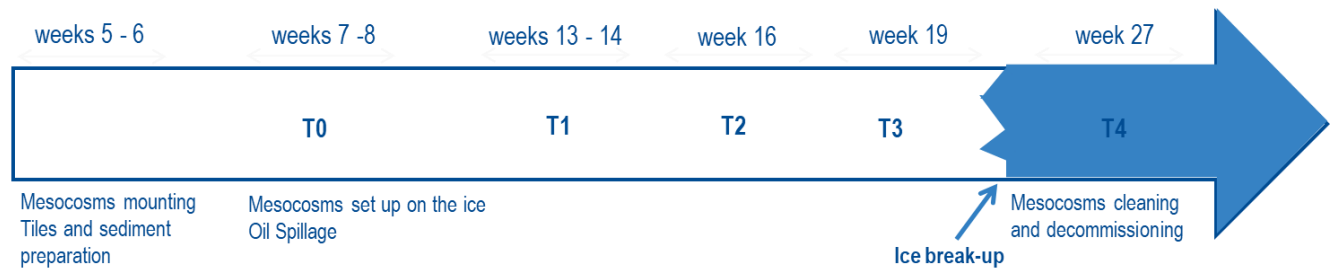 weeks 5 - 6
weeks 7 -8
weeks 13 - 14
week 16
week 19
week 27
T0
T1
T2
T3
T4
Mesocosms mounting
Tiles and sediment
preparation
Mesocosms set up on the ice
Oil Spillage
Ice break-up
Mesocosms cleaning
and decommissioning